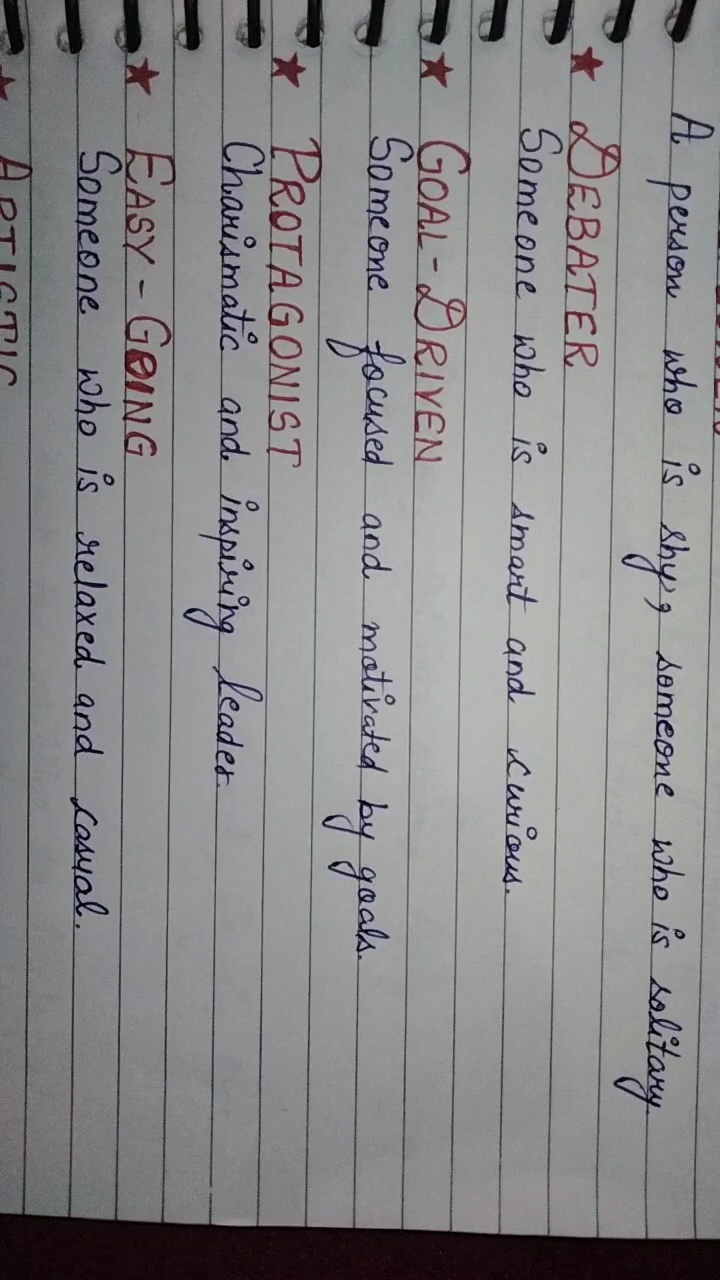 A person who is shy, someone who is solitary
★ DEBATER
Someone who is smart and curious.
★ GOAL-DRIVEN
Someone focused and motivated by goals.
★ PROTAGONIST
Charismatic and inspiring leader.
★ EASY-GOING
Someone who is relaxed and casual.
★ ARTISTIC